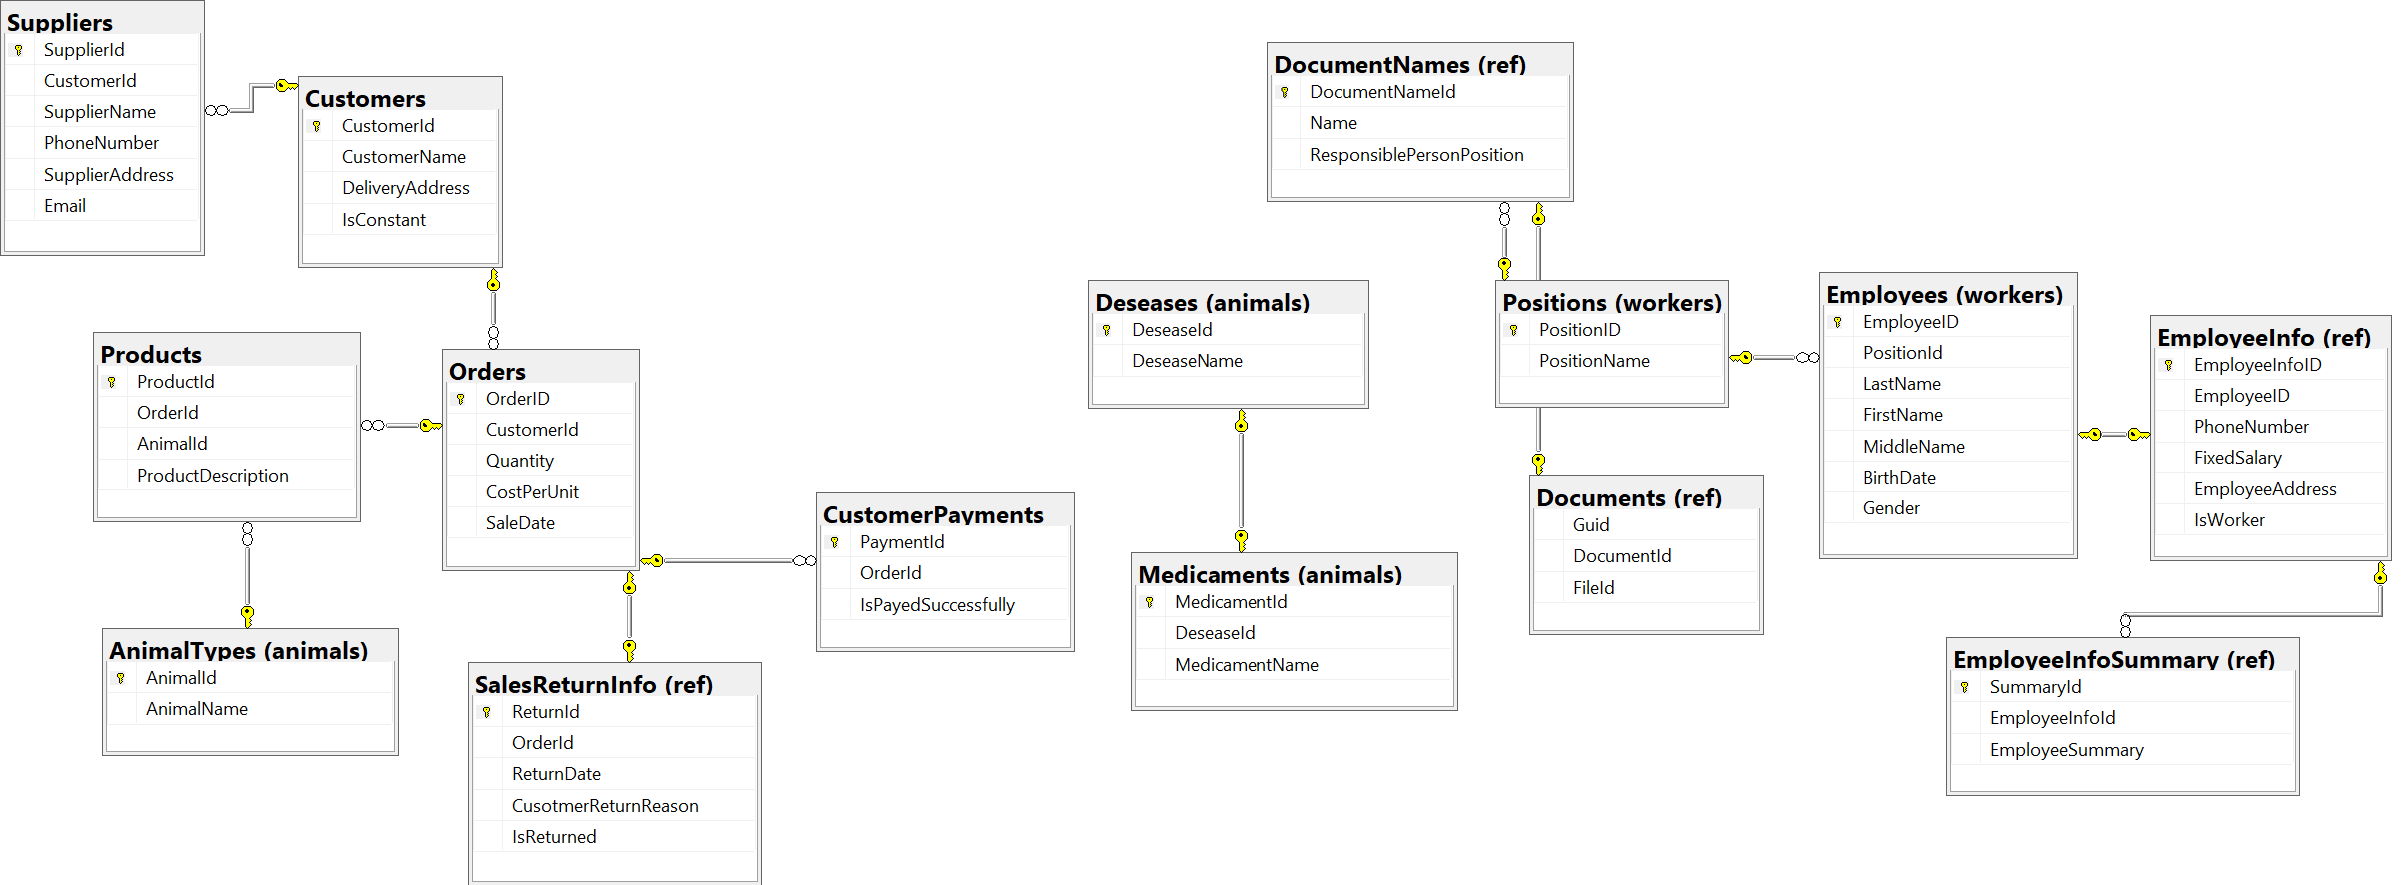 Suppliers
SupplierId
CustomerId
SupplierName
PhoneNumber
SupplierAddress
Email
Customers
CustomerId
CustomerName
DeliveryAddress
IsConstant
Products
ProductId
OrderId
AnimalId
ProductDescription
Orders
OrderID
CustomerId
Quantity
CostPerUnit
SaleDate
CustomerPayments
PaymentId
OrderId
IsPayedSuccessfully
AnimalTypes (animals)
AnimalId
AnimalName
SalesReturnInfo (ref)
ReturnId
OrderId
ReturnDate
CusotmerReturnReason
IsReturned
DocumentNames (ref)
DocumentNameId
Name
ResponsiblePersonPosition
Deseases (animals)
DeseaseId
DeseaseName
Medicaments (animals)
MedicamentId
DeseaseId
MedicamentName
Positions (workers)
PositionID
PositionName
Documents (ref)
Guid
DocumentId
FileId
Employees (workers)
EmployeeID
PositionId
LastName
FirstName
MiddleName
BirthDate
Gender
EmployeeInfo (ref)
EmployeeInfoID
EmployeeID
PhoneNumber
FixedSalary
EmployeeAddress
IsWorker
EmployeeInfoSummary (ref)
SummaryId
EmployeeInfoId
EmployeeSummary